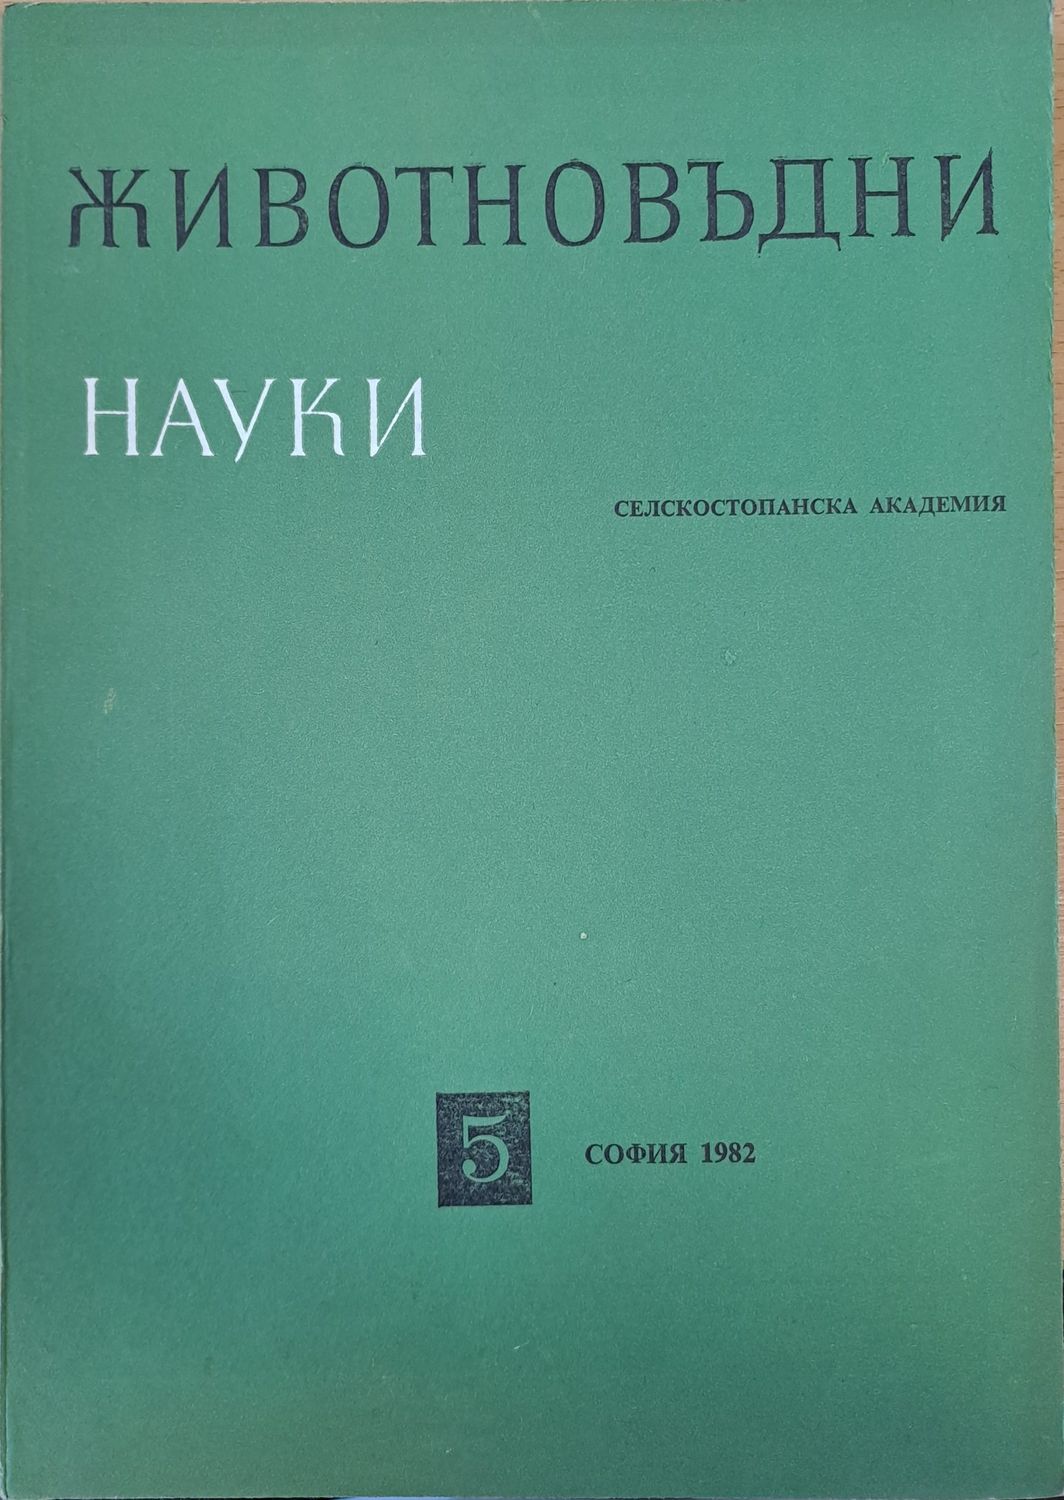 ЖИВОТНОВЪДНИ
НАУКИ
СЕЛСКОСТОПАНСКА АКАДЕМИЯ
5 СОФИЯ 1982